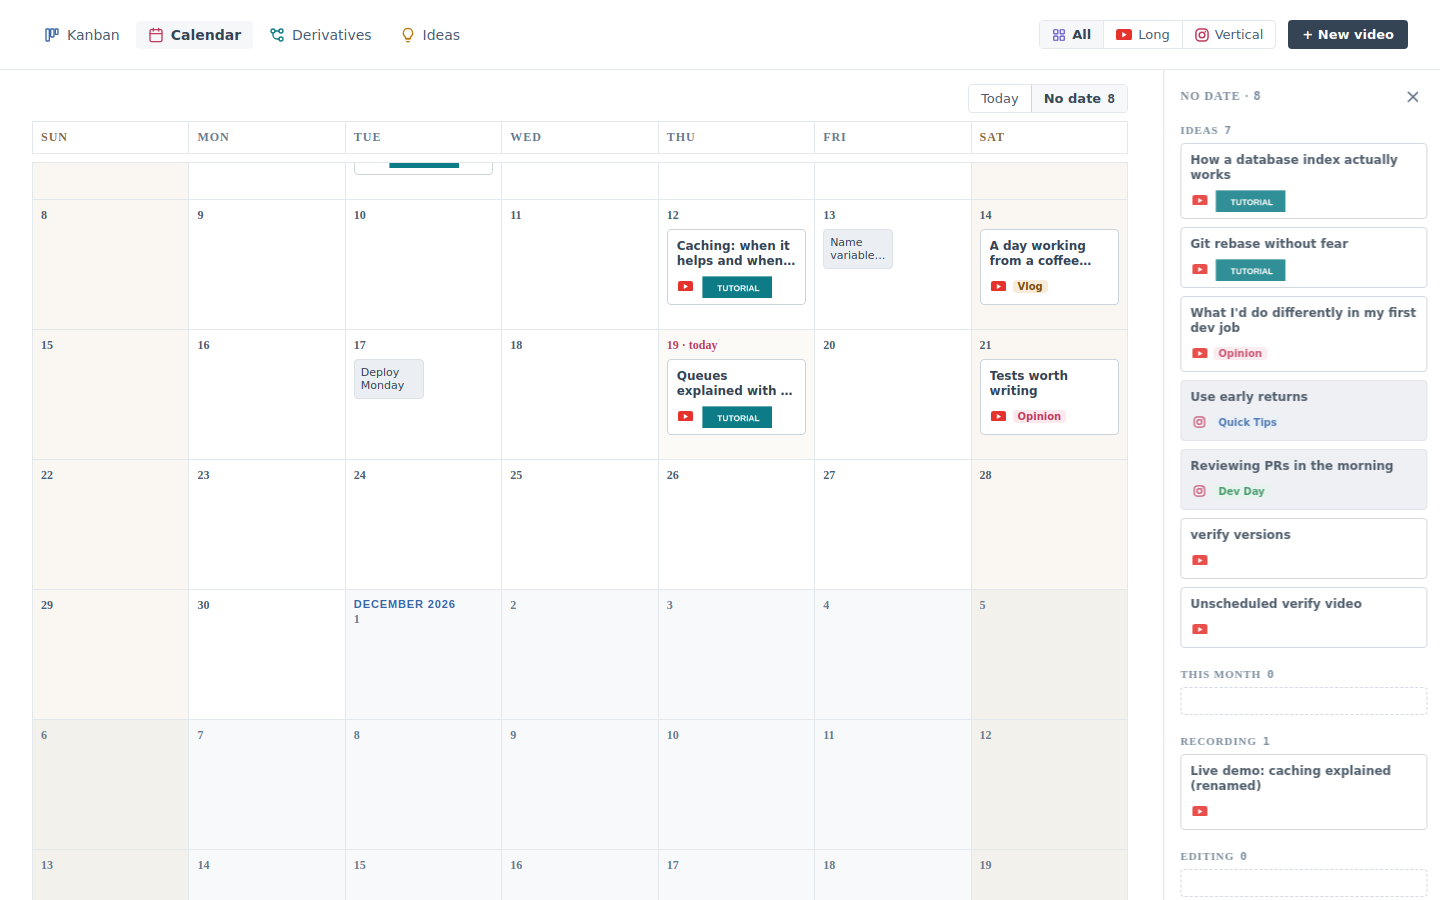 Kanban
Calendar
Derivatives
Ideas
All
Long
Vertical
+ New video
Today
No date 8
SUN
MON
TUE
WED
THU
FRI
SAT
8
9
10
11
12
Caching: when it
helps and when...
TUTORIAL
13
Name
variable...
14
A day working
from a coffee...
Vlog
15
16
17
Deploy
Monday
18
19 · today
Queues
explained with ...
TUTORIAL
20
21
Tests worth
writing
Opinion
22
23
24
25
26
27
28
29
30
DECEMBER 2026
1
2
3
4
5
6
7
8
9
10
11
12
13
14
15
16
17
18
19
NO DATE · 8
IDEAS 7
How a database index actually
works
TUTORIAL
Git rebase without fear
TUTORIAL
What I'd do differently in my first
dev job
Opinion
Use early returns
Quick Tips
Reviewing PRs in the morning
Dev Day
verify versions
Unscheduled verify video
THIS MONTH 0
RECORDING 1
Live demo: caching explained
(renamed)
EDITING 0